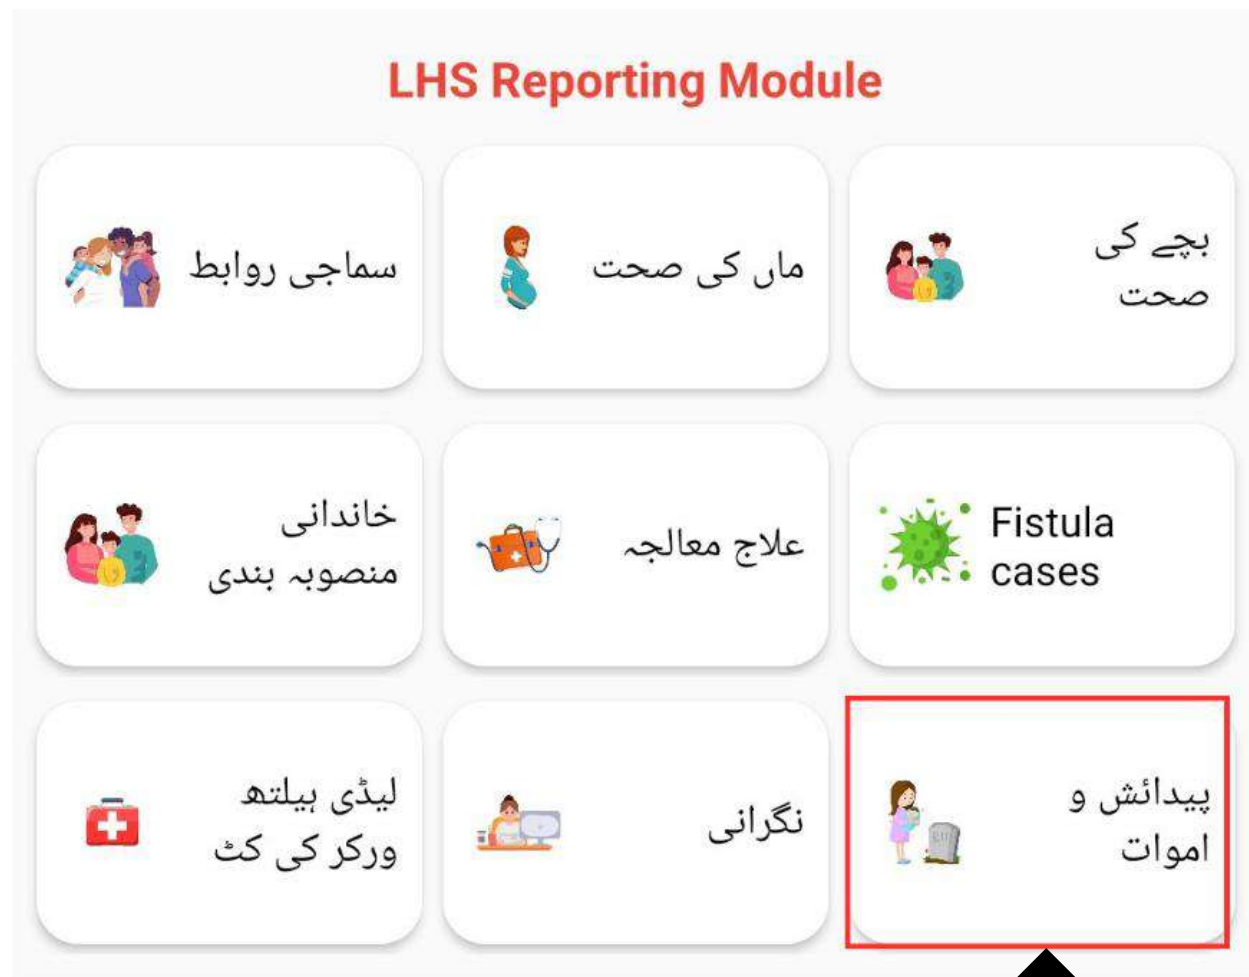 LHS Reporting Module
سماجی روابط
ماں کی صحت
بچے کی
صحت
خاندانی
منصوبہ بندی
علاج معالجہ
Fistula
cases
لیڈی ہیلتھ
ورکر کی کٹ
نگرانی
پیدائش و
اموات